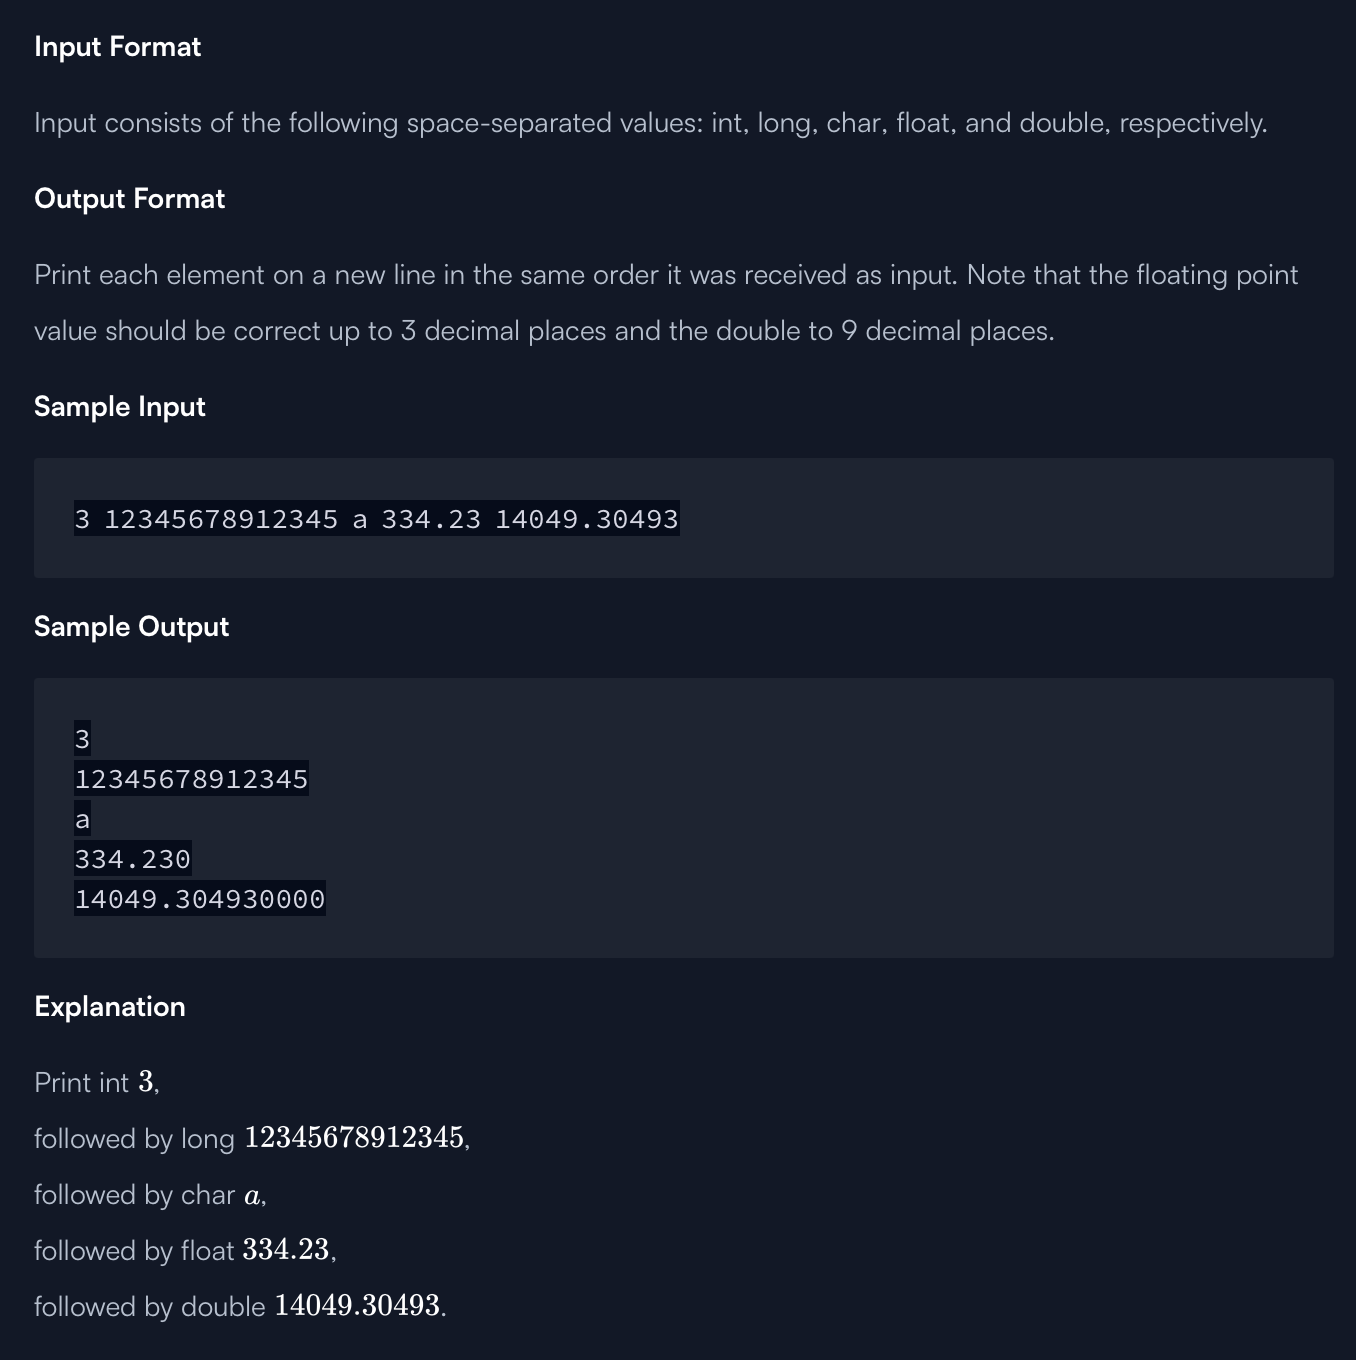 Input Format
Input consists of the following space-separated values: int, long, char, float, and double, respectively.
Output Format
Print each element on a new line in the same order it was received as input. Note that the floating point
value should be correct up to 3 decimal places and the double to 9 decimal places.
Sample Input
3 12345678912345 a 334.23 14049.30493
Sample Output
3
12345678912345
a
334.230
14049.304930000
Explanation
Print int 3,
followed by long 12345678912345,
followed by char a,
followed by float 334.23,
followed by double 14049.30493.